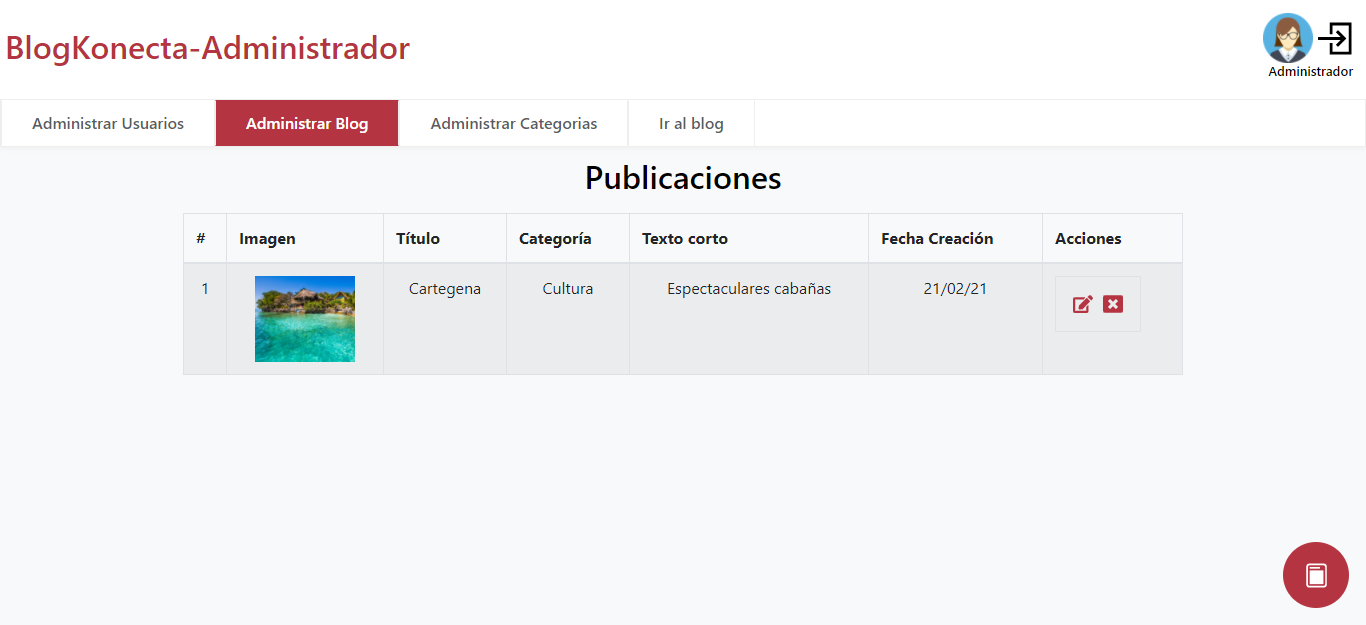 BlogKonecta-Administrador
Administrador
Administrar Usuarios Administrar Blog Administrar Categorias Ir al blog
Publicaciones
# Imagen Título Categoría Texto corto Fecha Creación Acciones
1 Cartegena Cultura Espectaculares cabañas 21/02/21